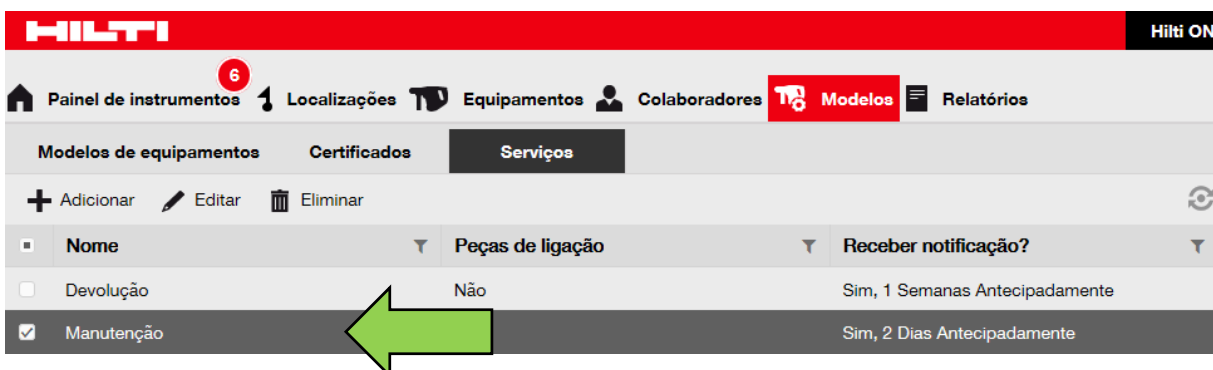 HILTI
Hilti ON
6
Painel de instrumentos Localizações Equipamentos Colaboradores Modelos Relatórios
Modelos de equipamentos Certificados Serviços
Adicionar Editar Eliminar
Nome Peças de ligação Receber notificação?
Devolução Não Sim, 1 Semanas Antecipadamente
Manutenção Sim, 2 Dias Antecipadamente